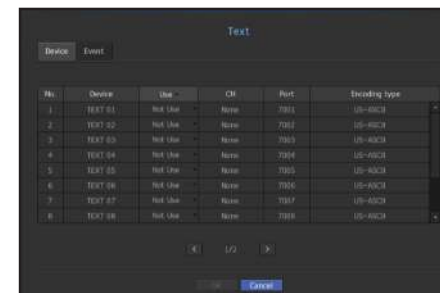 Text
Device Event
No. Device Use CH Port Encoding type
1 TEXT 01 Not Use None 7001 US-ASCII
2 TEXT 02 Not Use None 7002 US-ASCII
3 TEXT 03 Not Use None 7003 US-ASCII
4 TEXT 04 Not Use None 7004 US-ASCII
5 TEXT 05 Not Use None 7005 US-ASCII
6 TEXT 06 Not Use None 7006 US-ASCII
7 TEXT 07 Not Use None 7007 US-ASCII
8 TEXT 08 Not Use None 7008 US-ASCII
< 1/2 >
OK Cancel